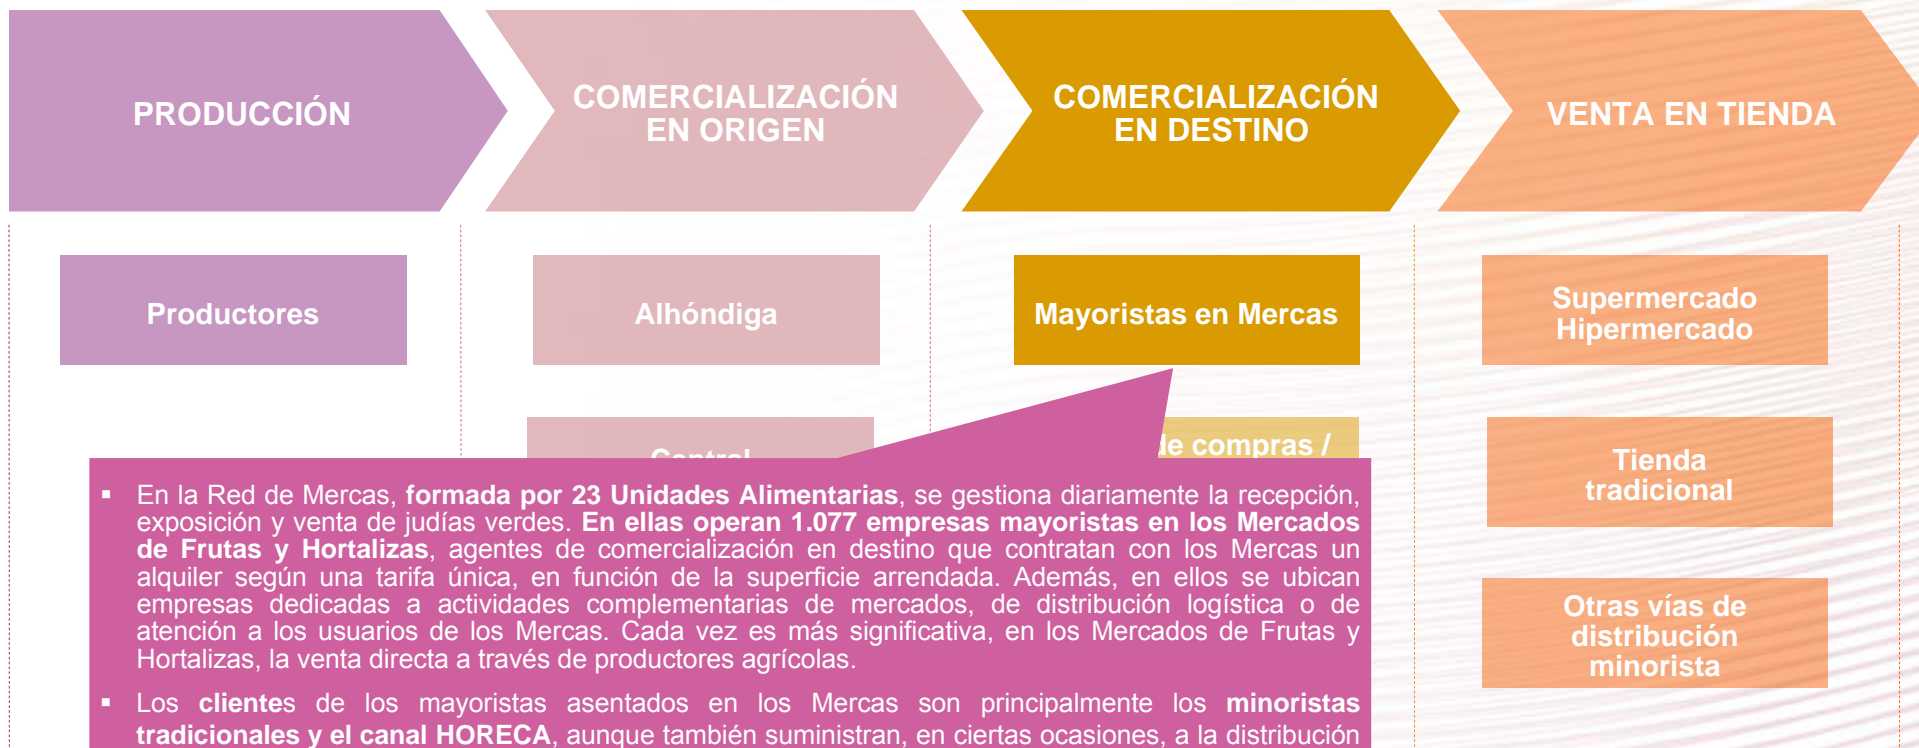 PRODUCCIÓN
COMERCIALIZACIÓN
EN ORIGEN
COMERCIALIZACIÓN
EN DESTINO
VENTA EN TIENDA
Productores
Alhóndiga
Mayoristas en Mercas
Supermercado
Hipermercado
Central
de compras /
Tienda
tradicional
Otras vías de
distribución
minorista
▪ En la Red de Mercas, formada por 23 Unidades Alimentarias, se gestiona diariamente la recepción,
exposición y venta de judías verdes. En ellas operan 1.077 empresas mayoristas en los Mercados
de Frutas y Hortalizas, agentes de comercialización en destino que contratan con los Mercas un
alquiler según una tarifa única, en función de la superficie arrendada. Además, en ellos se ubican
empresas dedicadas a actividades complementarias de mercados, de distribución logística o de
atención a los usuarios de los Mercas. Cada vez es más significativa, en los Mercados de Frutas y
Hortalizas, la venta directa a través de productores agrícolas.
▪ Los clientes de los mayoristas asentados en los Mercas son principalmente los minoristas
tradicionales y el canal HORECA, aunque también suministran, en ciertas ocasiones, a la distribución